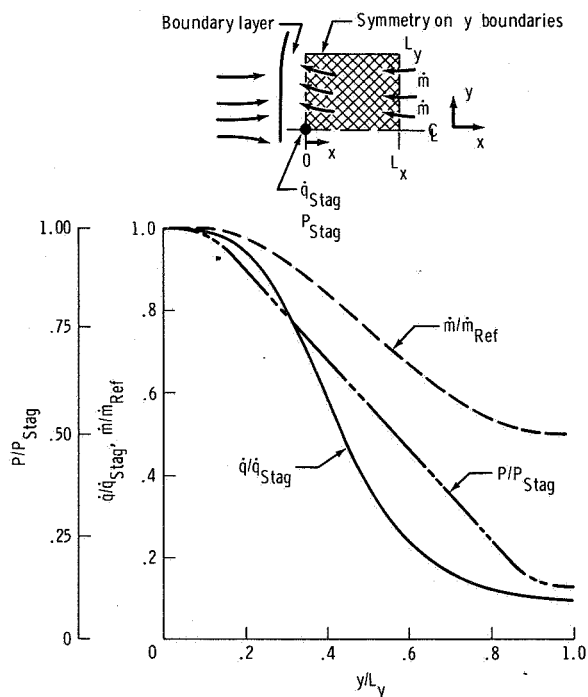 Boundary layer
Symmetry on y boundaries
L_y
ṁ
ṁ
y
x
℄
0
x
L_x
q̇_Stag
P_Stag
1.00
1.0
.8
.75
.6
.50
.4
.25
.2
0
0
P/P_Stag
q̇/q̇_Stag, ṁ/ṁ_Ref
ṁ/ṁ_Ref
q̇/q̇_Stag
P/P_Stag
0
.2
.4
.6
.8
1.0
y/L_y